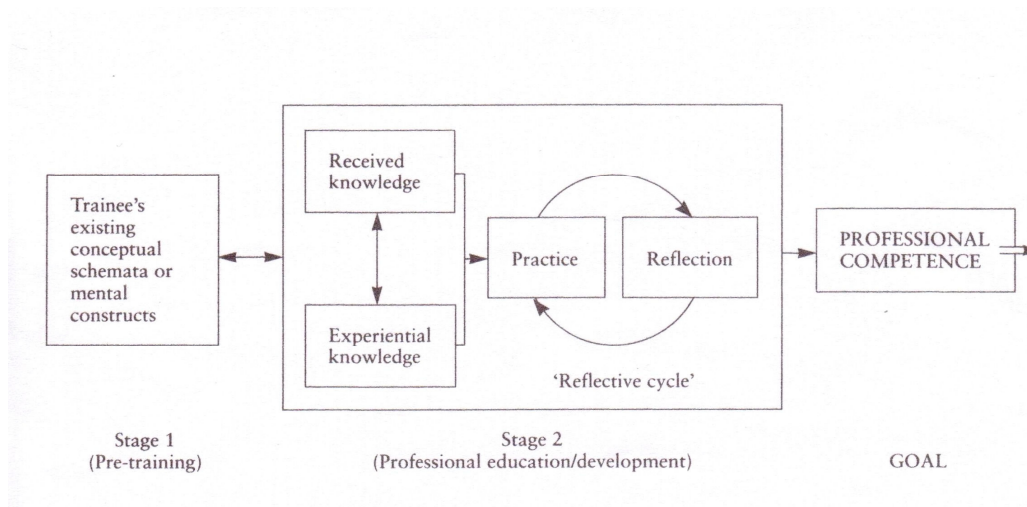 Trainee's
existing
conceptual
schemata or
mental
constructs
Received
knowledge
Experiential
knowledge
Practice
Reflection
‘Reflective cycle’
PROFESSIONAL
COMPETENCE
Stage 1
(Pre-training)
Stage 2
(Professional education/development)
GOAL